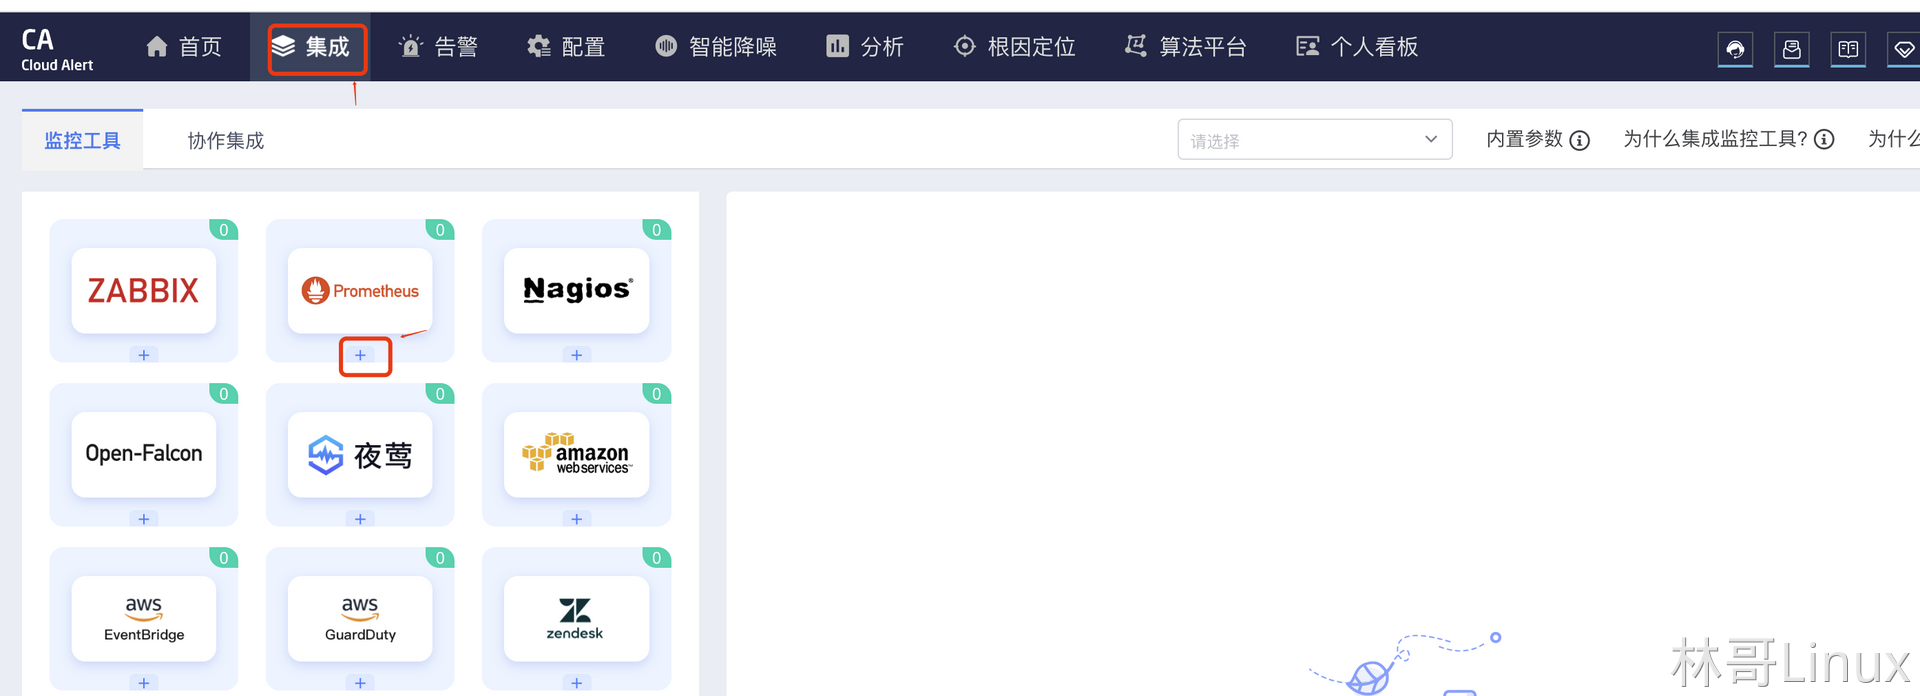 CA
Cloud Alert
首页
集成
告警
配置
智能降噪
分析
根因定位
算法平台
个人看板
监控工具
协作集成
请选择
内置参数
为什么集成监控工具?
为什么
0
0
0
ZABBIX
Prometheus
Nagios®
+
+
+
0
0
0
Open-Falcon
夜莺
amazon
web services™
+
+
+
0
0
0
aws
EventBridge
aws
GuardDuty
zendesk
+
+
+
林哥Linux